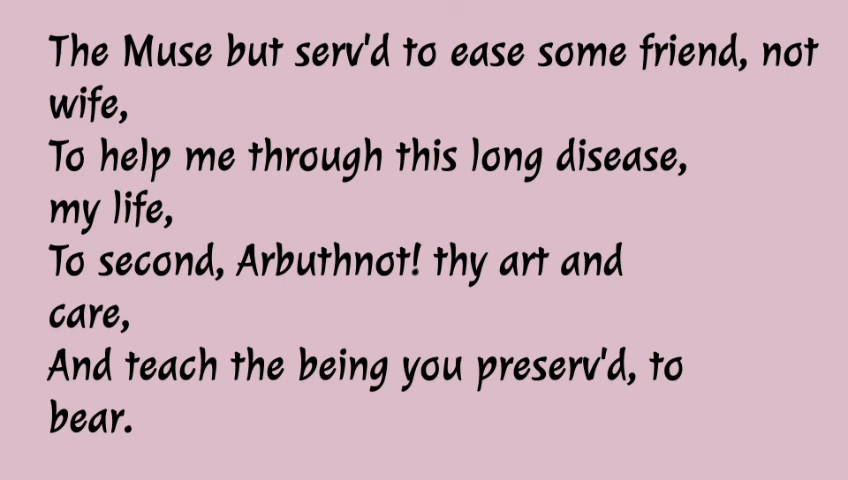 The Muse but serv'd to ease some friend, not
wife,
To help me through this long disease,
my life,
To second, Arbuthnot! thy art and
care,
And teach the being you preserv'd, to
bear.